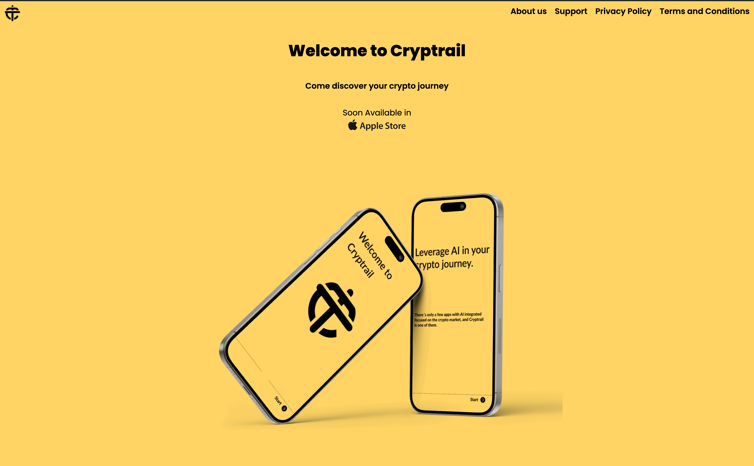 About us Support Privacy Policy Terms and Conditions
Welcome to Cryptrail
Come discover your crypto journey
Soon Available in
Apple Store
Welcome to
Cryptrail
Start
Leverage AI in your
crypto journey.
There's only a few apps with AI integrated
focused on the crypto market, and Cryptrail
is one of them.
Start